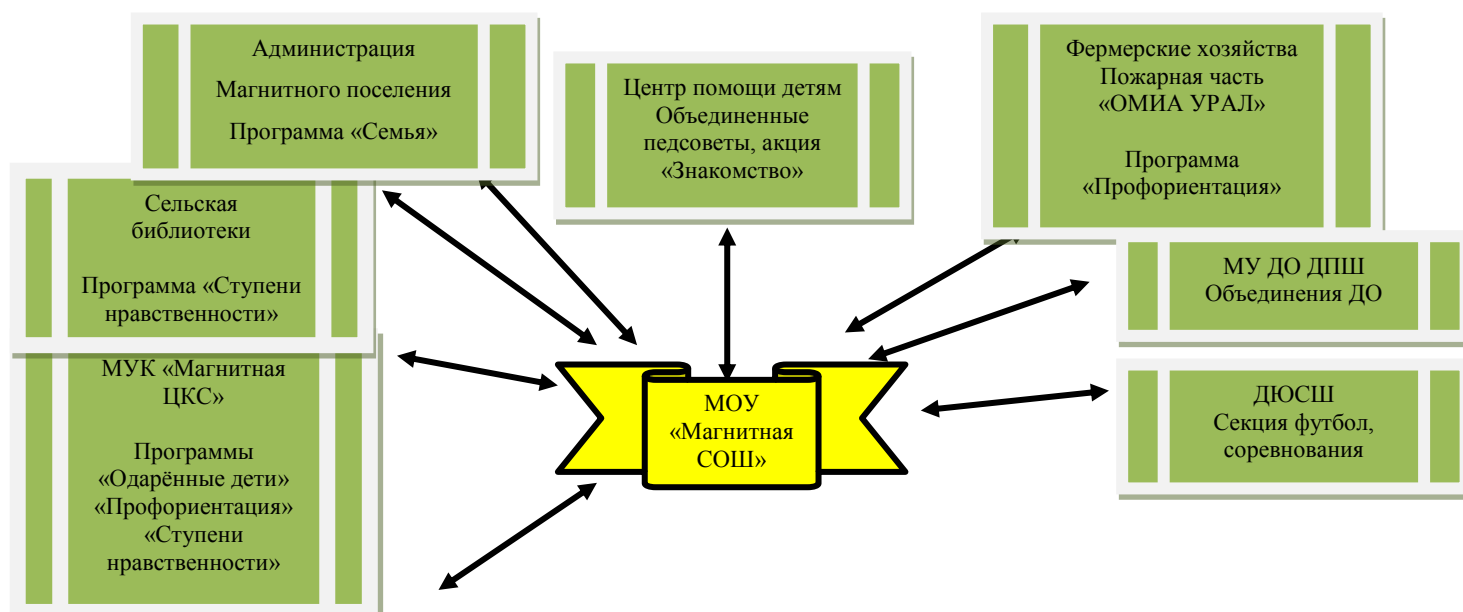 Администрация
Магнитного поселения
Программа «Семья»
Центр помощи детям
Объединенные
педсоветы, акция
«Знакомство»
Фермерские хозяйства
Пожарная часть
«ОМИА УРАЛ»
Программа
«Профориентация»
Сельская
библиотеки
Программа «Ступени
нравственности»
МУ ДО ДПШ
Объединения ДО
МУК «Магнитная
ЦКС»
Программы
«Одарённые дети»
«Профориентация»
«Ступени
нравственности»
МОУ
«Магнитная
СОШ»
ДЮСШ
Секция футбол,
соревнования